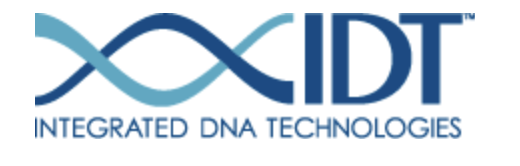 IDT™
INTEGRATED DNA TECHNOLOGIES